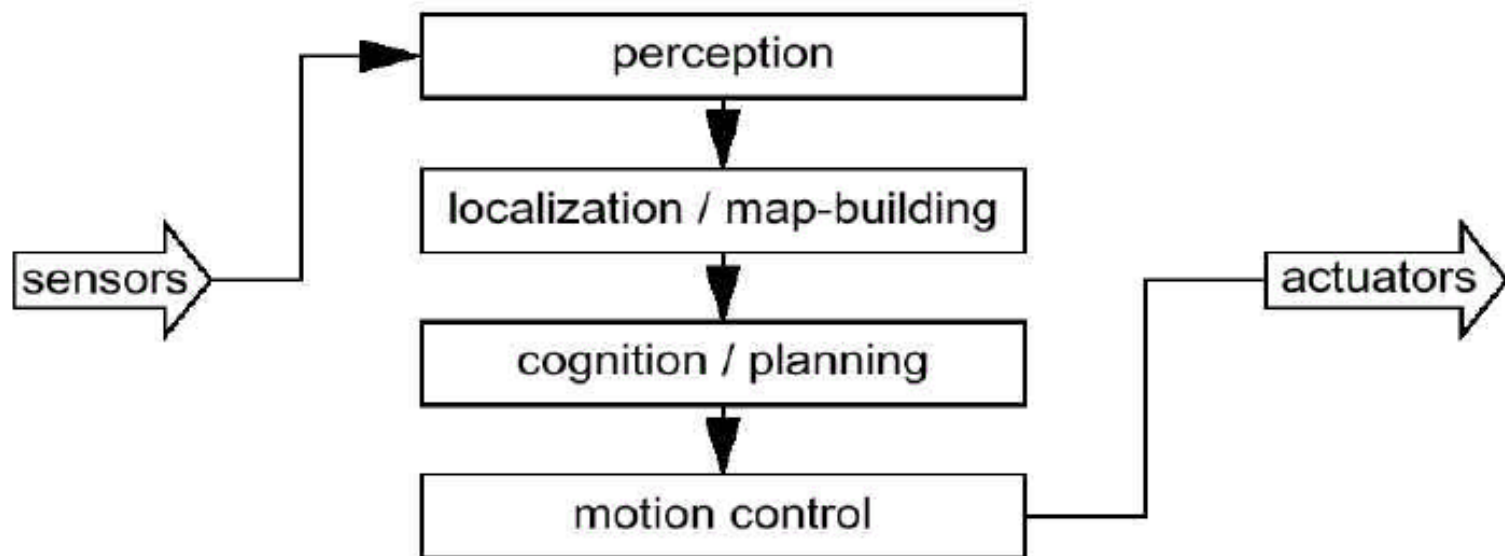 perception
localization / map-building
sensors
actuators
cognition / planning
motion control